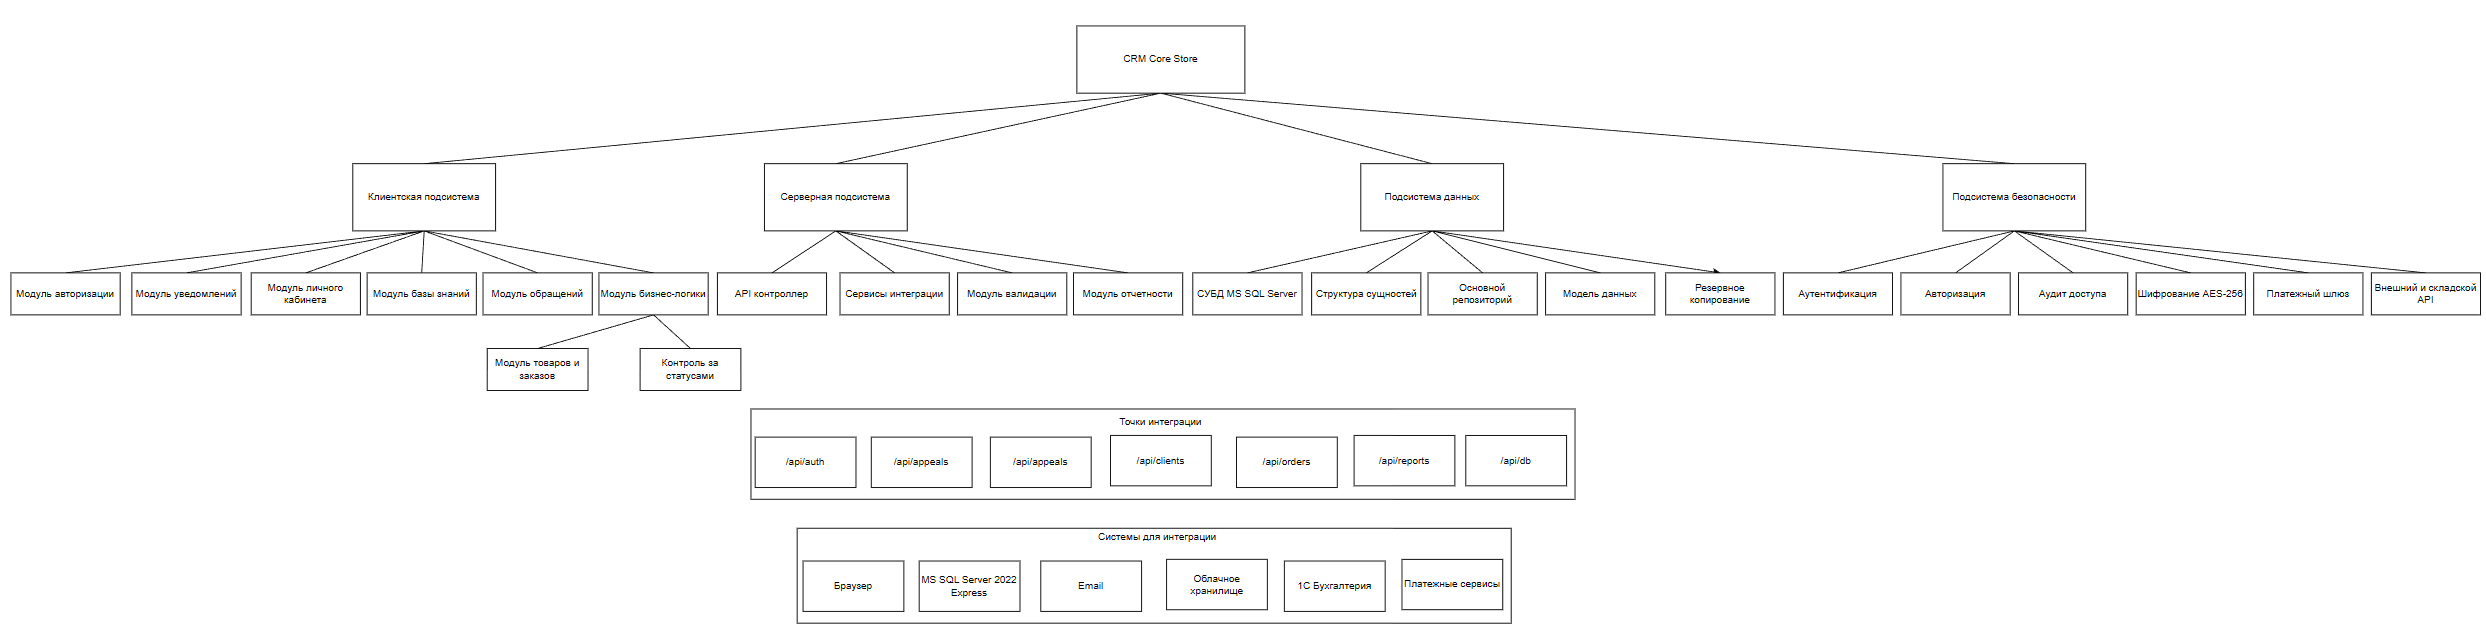 CRM Core Store
Клиентская подсистема
Серверная подсистема
Подсистема данных
Подсистема безопасности
Модуль авторизации
Модуль уведомлений
Модуль личного
кабинета
Модуль базы знаний
Модуль обращений
Модуль бизнес-логики
API контроллер
Сервисы интеграции
Модуль валидации
Модуль отчетности
СУБД MS SQL Server
Структура сущностей
Основной
репозиторий
Модель данных
Резервное
копирование
Аутентификация
Авторизация
Аудит доступа
Шифрование AES-256
Платежный шлюз
Внешний и складской
API
Модуль товаров и
заказов
Контроль за
статусами
Точки интеграции
/api/auth
/api/appeals
/api/appeals
/api/clients
/api/orders
/api/reports
/api/db
Системы для интеграции
Браузер
MS SQL Server 2022
Express
Email
Облачное
хранилище
1С Бухгалтерия
Платежные сервисы